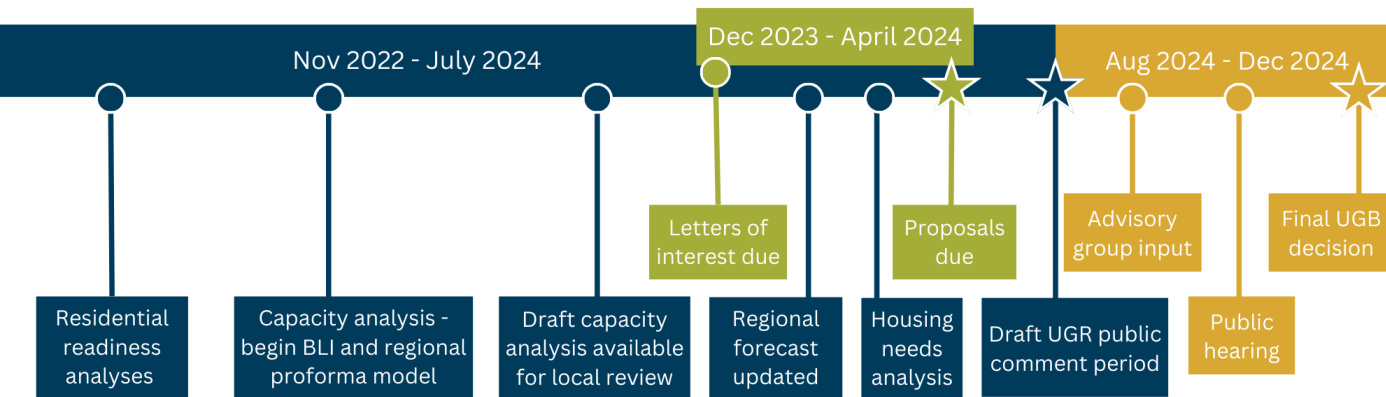 Nov 2022 - July 2024
Dec 2023 - April 2024
Aug 2024 - Dec 2024
Residential
readiness
analyses
Capacity analysis -
begin BLI and regional
proforma model
Draft capacity
analysis available
for local review
Letters of
interest due
Regional
forecast
updated
Housing
needs
analysis
Proposals
due
Draft UGR public
comment period
Advisory
group input
Public
hearing
Final UGB
decision